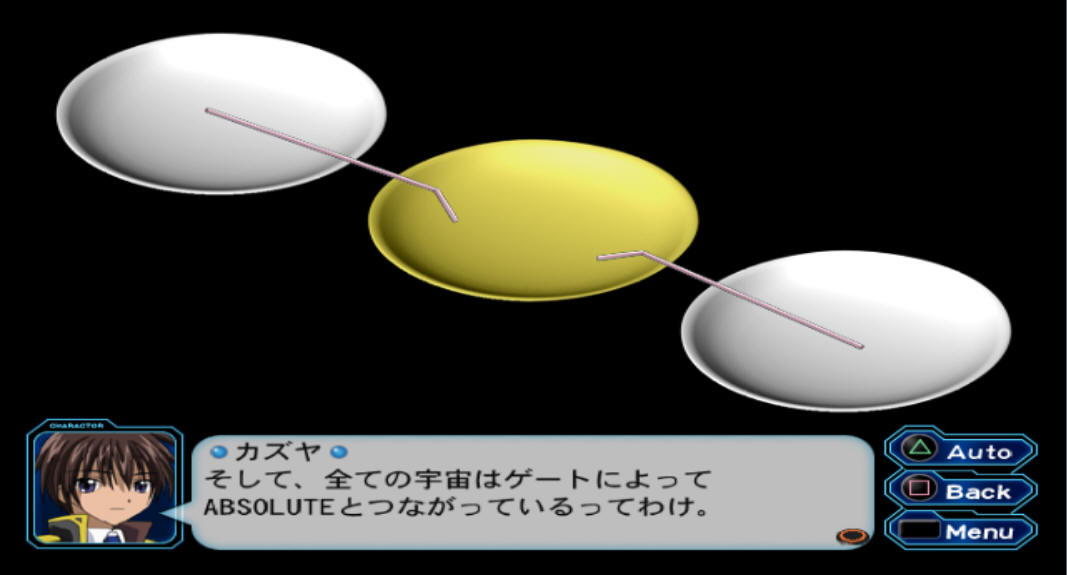 CHARACTOR
カズヤ
そして、全ての宇宙はゲートによって
ABSOLUTEとつながっているってわけ。
Auto
Back
Menu